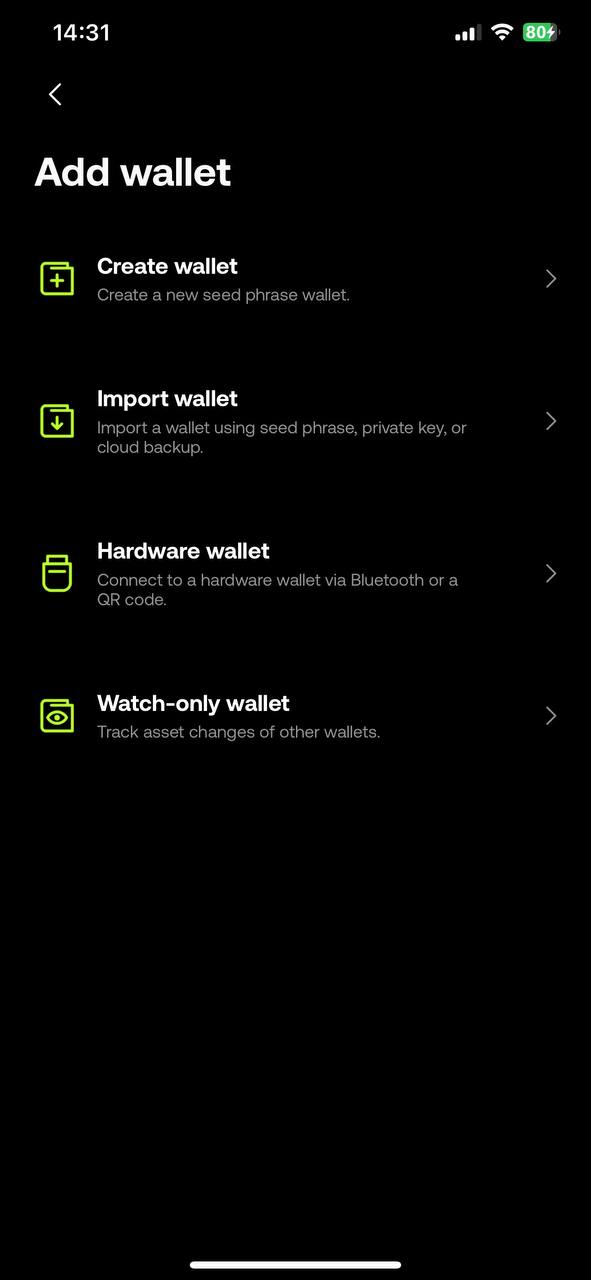 14:31
80
Add wallet
Create wallet
Create a new seed phrase wallet.
Import wallet
Import a wallet using seed phrase, private key, or
cloud backup.
Hardware wallet
Connect to a hardware wallet via Bluetooth or a
QR code.
Watch-only wallet
Track asset changes of other wallets.